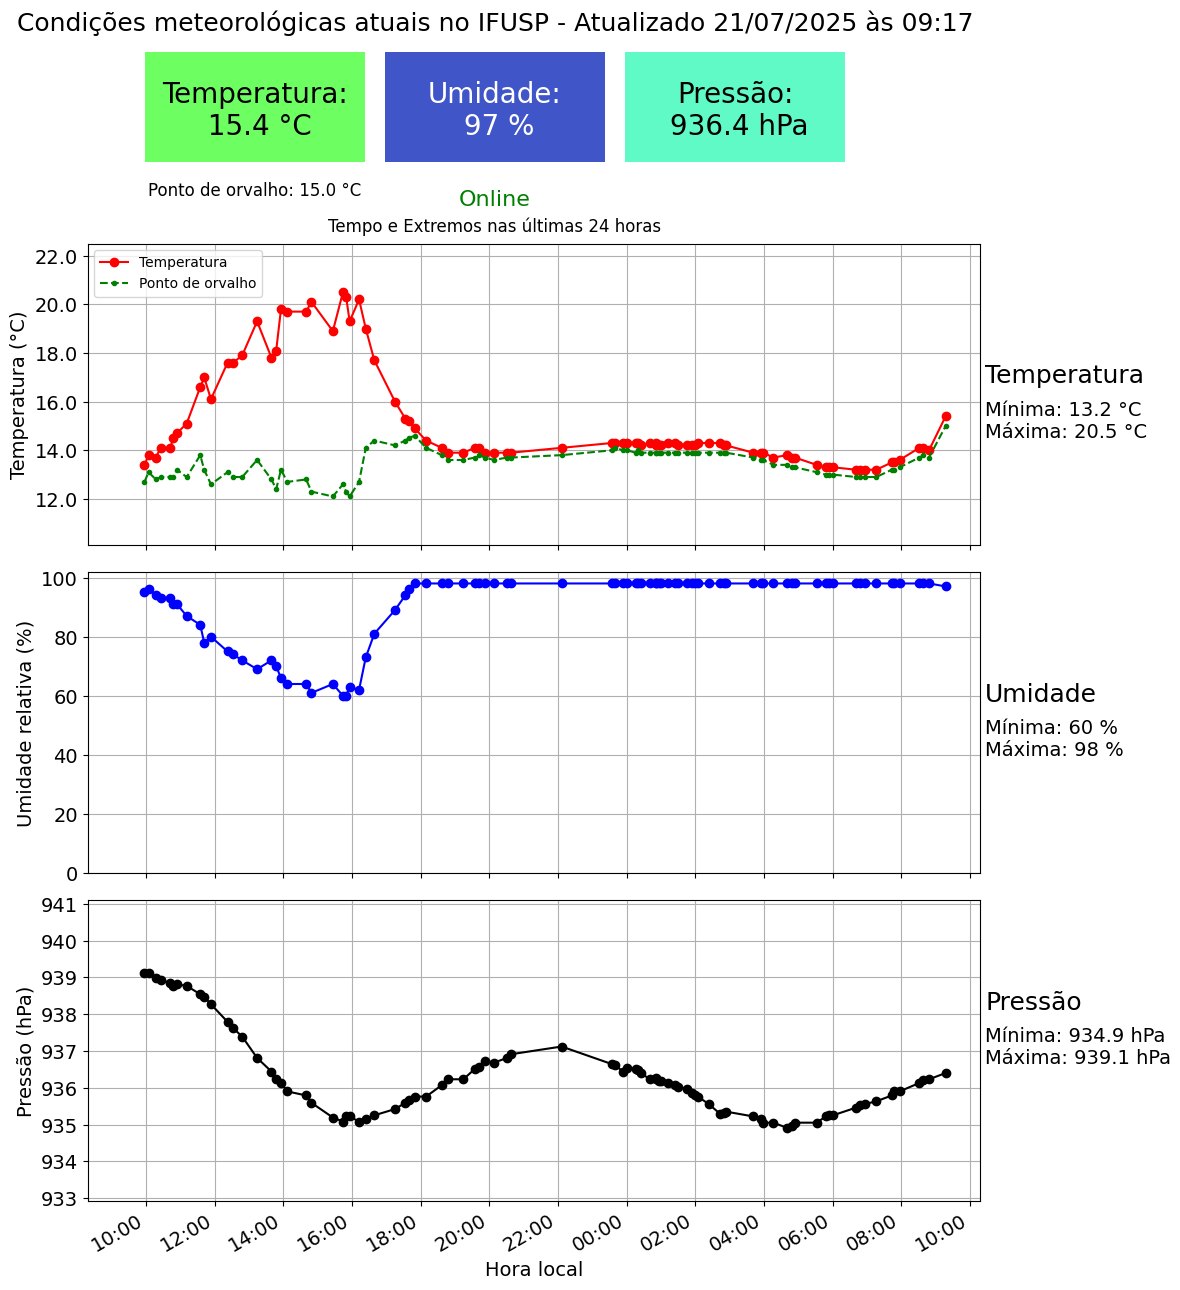 Condições meteorológicas atuais no IFUSP - Atualizado 21/07/2025 às 09:17
Temperatura:
15.4 °C
Umidade:
97 %
Pressão:
936.4 hPa
Ponto de orvalho: 15.0 °C
Online
Tempo e Extremos nas últimas 24 horas
Temperatura
Ponto de orvalho
Temperatura (°C)
22.0
20.0
18.0
16.0
14.0
12.0
Temperatura
Mínima: 13.2 °C
Máxima: 20.5 °C
Umidade relativa (%)
100
80
60
40
20
0
Umidade
Mínima: 60 %
Máxima: 98 %
Pressão (hPa)
941
940
939
938
937
936
935
934
933
Pressão
Mínima: 934.9 hPa
Máxima: 939.1 hPa
10:00
12:00
14:00
16:00
18:00
20:00
22:00
00:00
02:00
04:00
06:00
08:00
10:00
Hora local